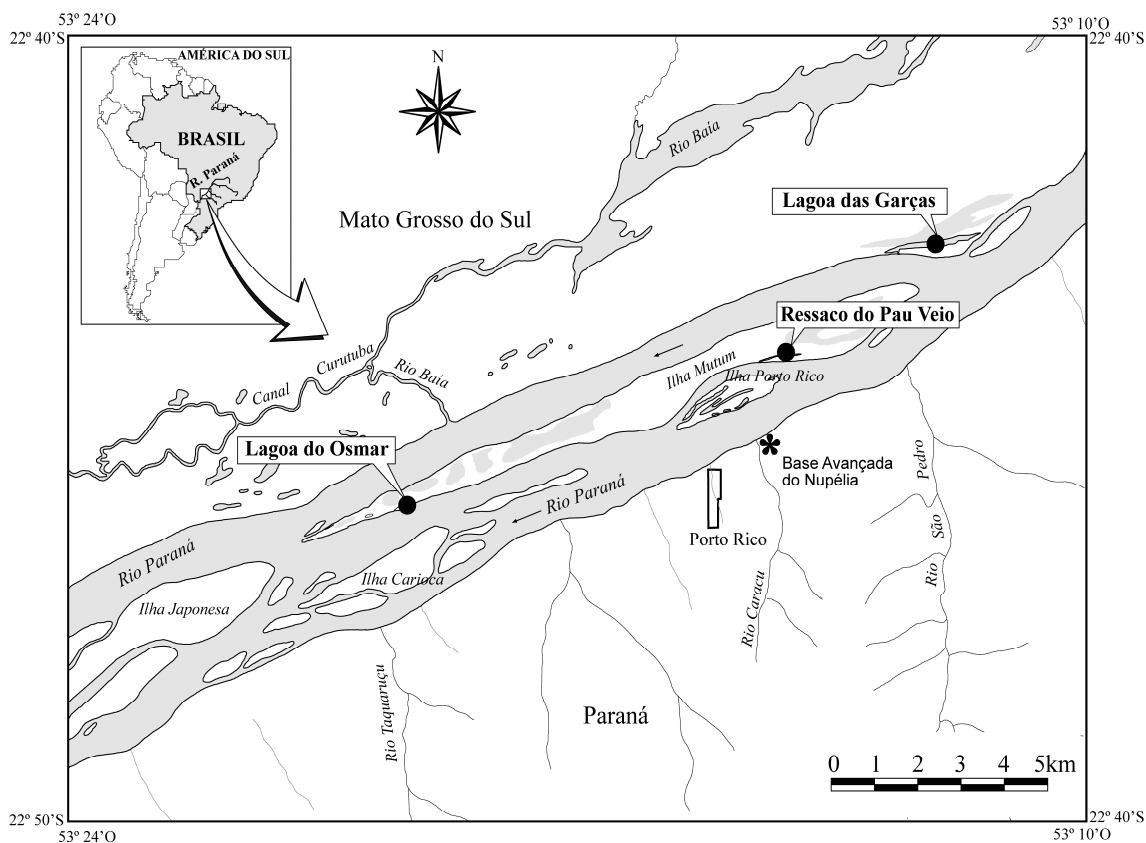 53º 24'O
53º 10'O
22º 40'S
22º 40'S
AMÉRICA DO SUL
BRASIL
R. Paraná
N
Mato Grosso do Sul
Rio Baía
Lagoa das Garças
Ressaco do Pau Veio
Ilha Mutum
Ilha Porto Rico
Canal
Curutuba
Rio Baía
Lagoa do Osmar
Base Avançada
do Nupélia
Rio Paraná
Porto Rico
Rio São Pedro
Rio Paraná
Ilha Carioca
Ilha Japonesa
Rio Caracu
Rio Taquaruçu
Paraná
0 1 2 3 4 5km
22º 50'S
22º 40'S
53º 24'O
53º 10'O